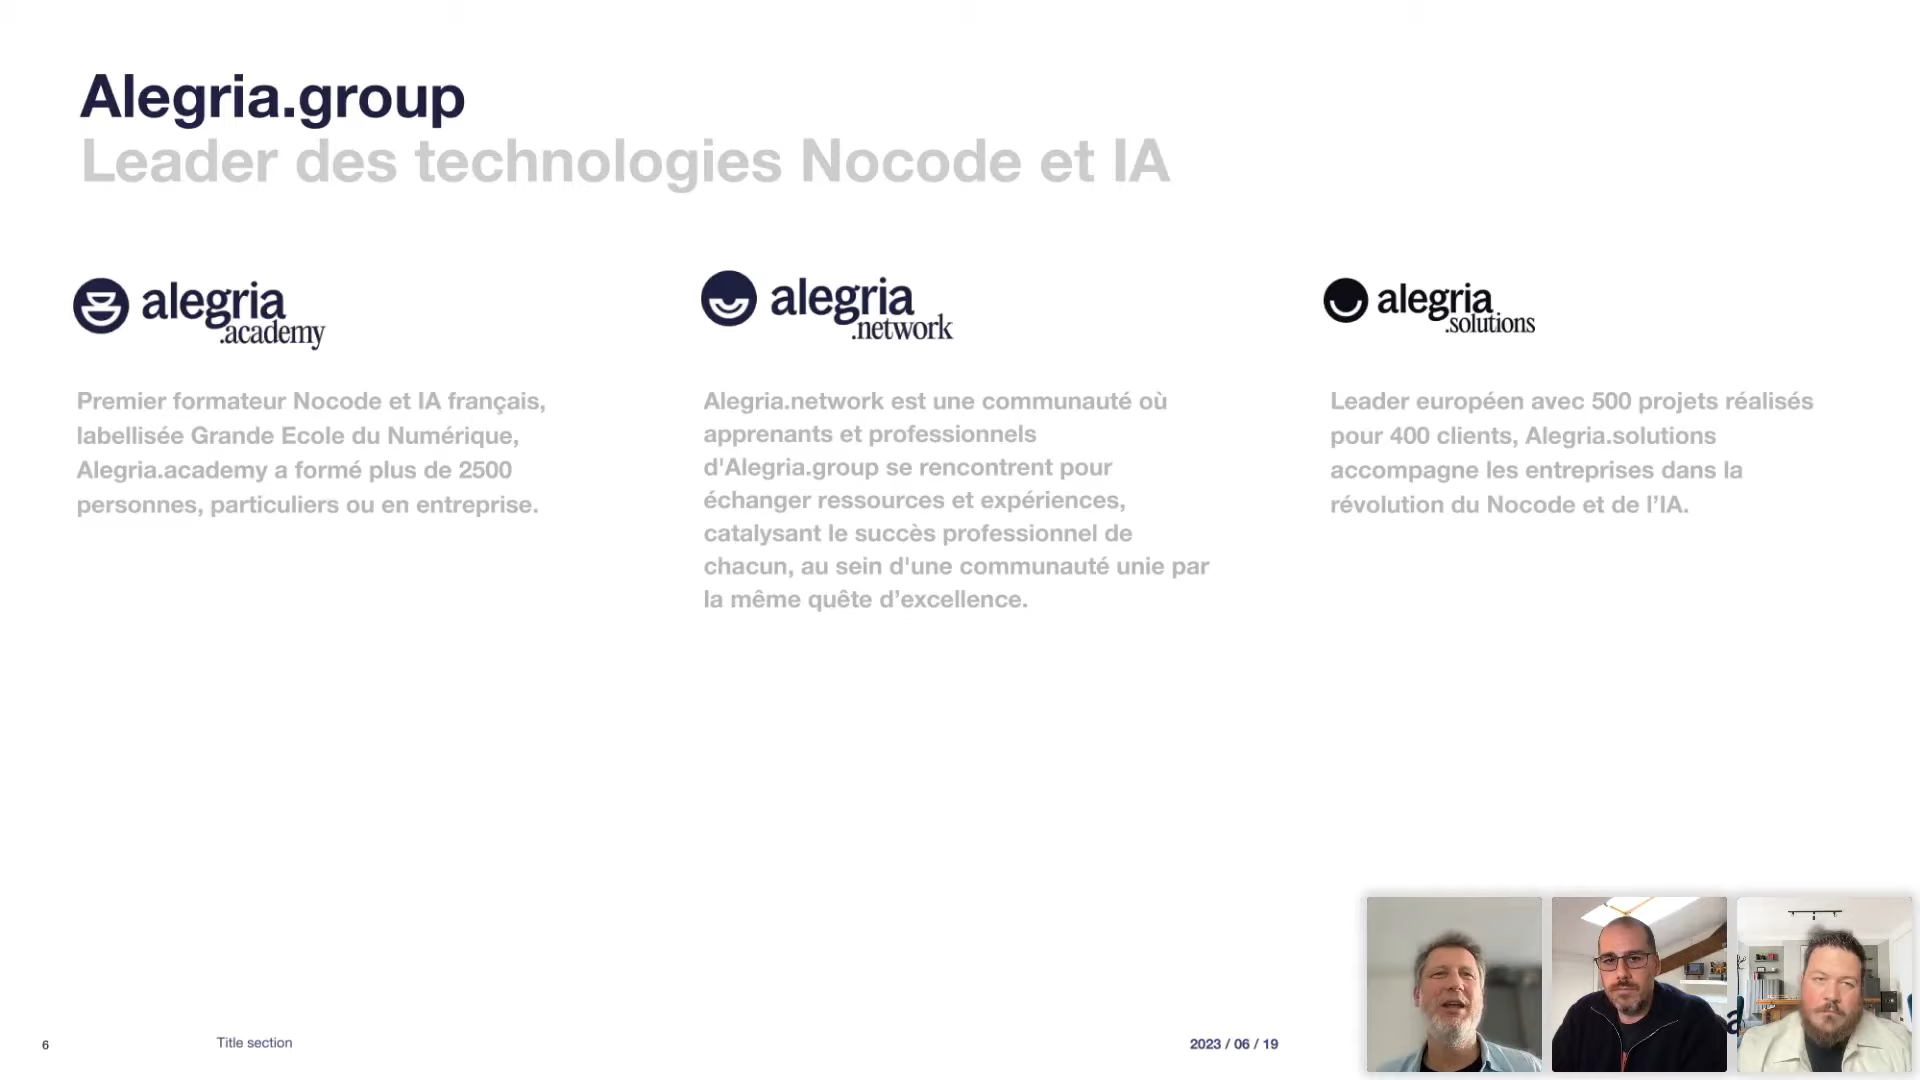 Alegria.group
Leader des technologies Nocode et IA
alegria
.academy
Premier formateur Nocode et IA français,
labellisée Grande Ecole du Numérique,
Alegria.academy a formé plus de 2500
personnes, particuliers ou en entreprise.
alegria
.network
Alegria.network est une communauté où
apprenants et professionnels
d'Alegria.group se rencontrent pour
échanger ressources et expériences,
catalysant le succès professionnel de
chacun, au sein d'une communauté unie par
la même quête d’excellence.
alegria
.solutions
Leader européen avec 500 projets réalisés
pour 400 clients, Alegria.solutions
accompagne les entreprises dans la
révolution du Nocode et de l’IA.
6
Title section
2023 / 06 / 19